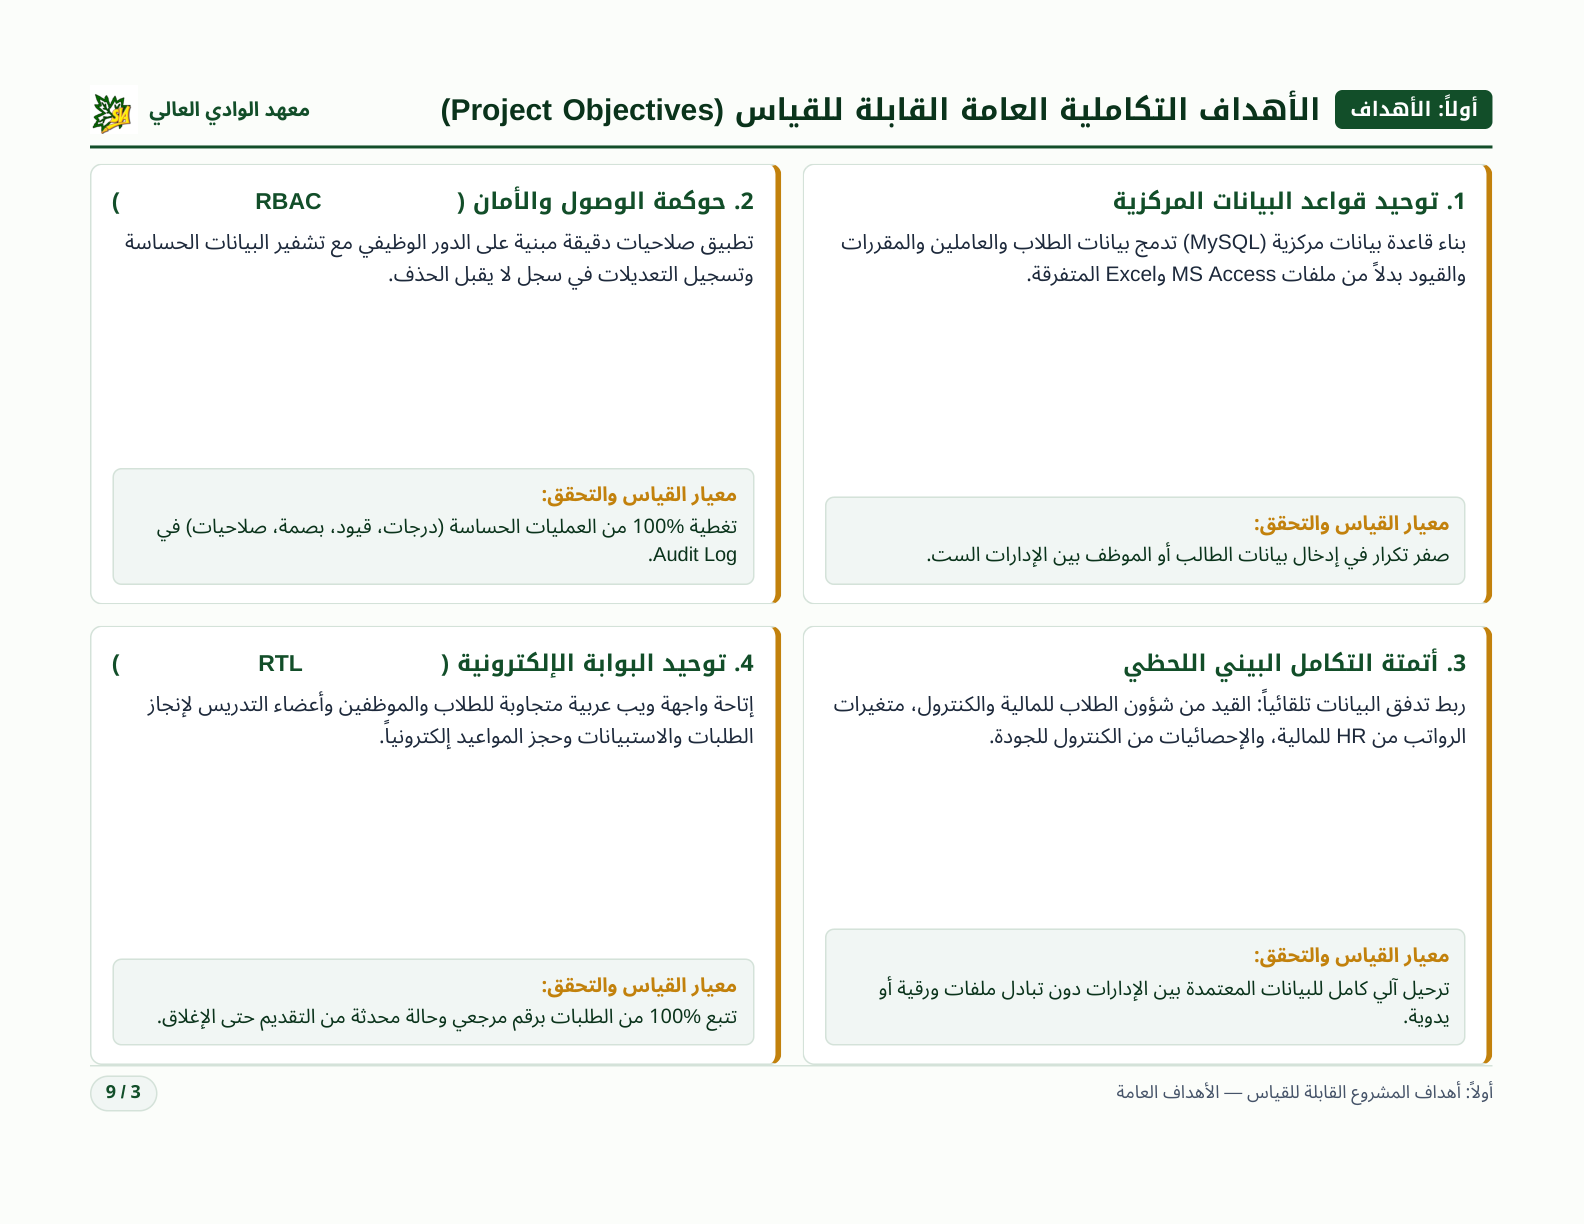 أولاً: الأهداف
الأهداف التكاملية العامة القابلة للقياس (Project Objectives)
معهد الوادي العالي
1. توحيد قواعد البيانات المركزية
بناء قاعدة بيانات مركزية (MySQL) تدمج بيانات الطلاب والعاملين والمقررات
والقيود بدلاً من ملفات MS Access وExcel المتفرقة.
معيار القياس والتحقق:
صفر تكرار في إدخال بيانات الطالب أو الموظف بين الإدارات الست.
2. حوكمة الوصول والأمان (RBAC)
تطبيق صلاحيات دقيقة مبنية على الدور الوظيفي مع تشفير البيانات الحساسة
وتسجيل التعديلات في سجل لا يقبل الحذف.
معيار القياس والتحقق:
تغطية 100% من العمليات الحساسة (درجات، قيود، بصمة، صلاحيات) في
Audit Log.
3. أتمتة التكامل البيني اللحظي
ربط تدفق البيانات تلقائياً: القيد من شؤون الطلاب للمالية والكنترول، متغيرات
الرواتب من HR للمالية، والإحصائيات من الكنترول للجودة.
معيار القياس والتحقق:
ترحيل آلي كامل للبيانات المعتمدة بين الإدارات دون تبادل ملفات ورقية أو
يدوية.
4. توحيد البوابة الإلكترونية (RTL)
إتاحة واجهة ويب عربية متجاوبة للطلاب والموظفين وأعضاء التدريس لإنجاز
الطلبات والاستبيانات وحجز المواعيد إلكترونياً.
معيار القياس والتحقق:
تتبع 100% من الطلبات برقم مرجعي وحالة محدثة من التقديم حتى الإغلاق.
أولاً: أهداف المشروع القابلة للقياس — الأهداف العامة
9 / 3